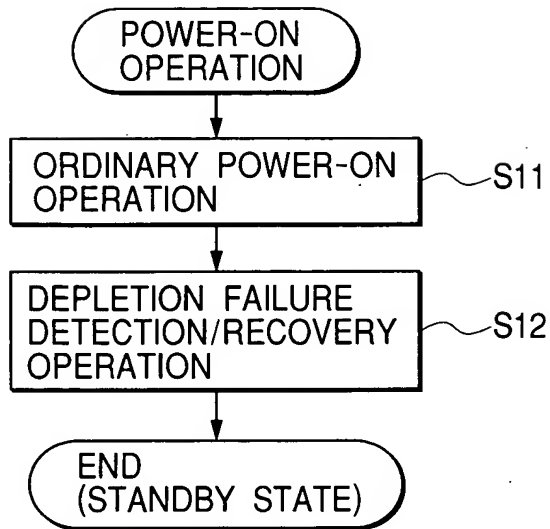 POWER-ON
OPERATION
ORDINARY POWER-ON
OPERATION
S11
DEPLETION FAILURE
DETECTION/RECOVERY
OPERATION
S12
END
(STANDBY STATE)